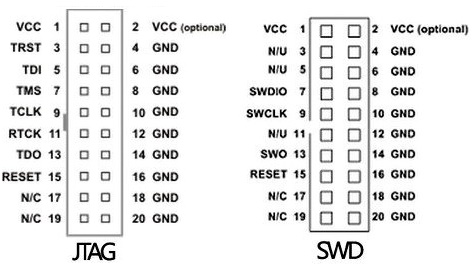 VCC 1 2 VCC (optional) VCC 1 2 VCC (optional)
TRST 3 4 GND N/U 3 4 GND
TDI 5 6 GND N/U 5 6 GND
TMS 7 8 GND SWDIO 7 8 GND
TCLK 9 10 GND SWCLK 9 10 GND
RTCK 11 12 GND N/U 11 12 GND
TDO 13 14 GND SWO 13 14 GND
RESET 15 16 GND RESET 15 16 GND
N/C 17 18 GND N/C 17 18 GND
N/C 19 20 GND N/C 19 20 GND
JTAG SWD